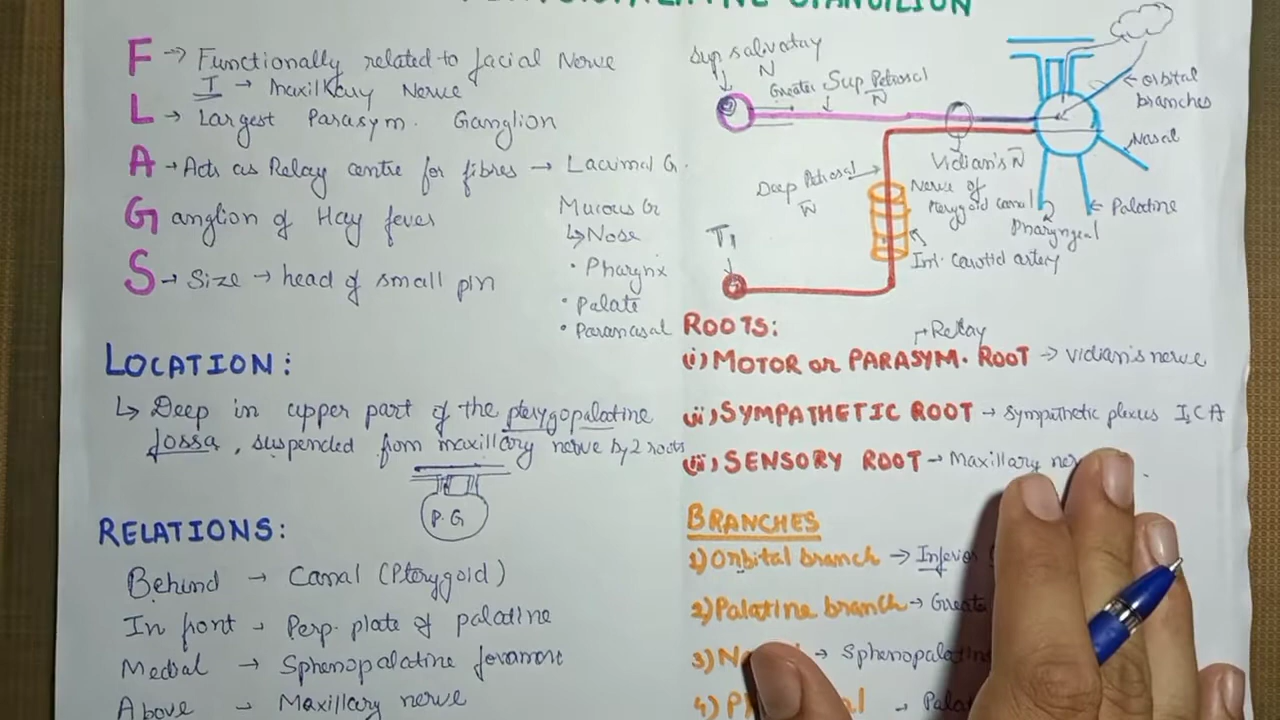 GANGLION
F → Functionally related to facial Nerve
I → Maxillary Nerve
L → Largest Parasym. Ganglion
A → Acts as Relay centre for fibres → Lacrimal G.
Mucous Gr
↳ Nose
• Pharynx
• Palate
• Paranasal
G anglion of Hay fever
S → Size → head of small pin
LOCATION:
↳ Deep in upper part of the pterygopalatine
fossa, suspended from maxillary nerve by 2 roots
P.G
RELATIONS:
Behind → Canal (Pterygoid)
In front → Perp. plate of palatine
Medial → Sphenopalatine foramen
Above → Maxillary nerve
Sup salivatory
N
Greater Sup Petrosal
N
Orbital
branches
Nasal
Vidian's N
Deep Petrosal
N
Nerve of
Pterygoid canal
Pharyngeal
Palatine
T1
Int. Carotid artery
ROOTS:
Relay
(i) MOTOR or PARASYM. ROOT → Vidian's nerve
(ii) SYMPATHETIC ROOT → Sympathetic plexus ICA
(iii) SENSORY ROOT → Maxillary
BRANCHES
1) Orbital branch → Inferior
2) Palatine branch →
3) → 
4) →